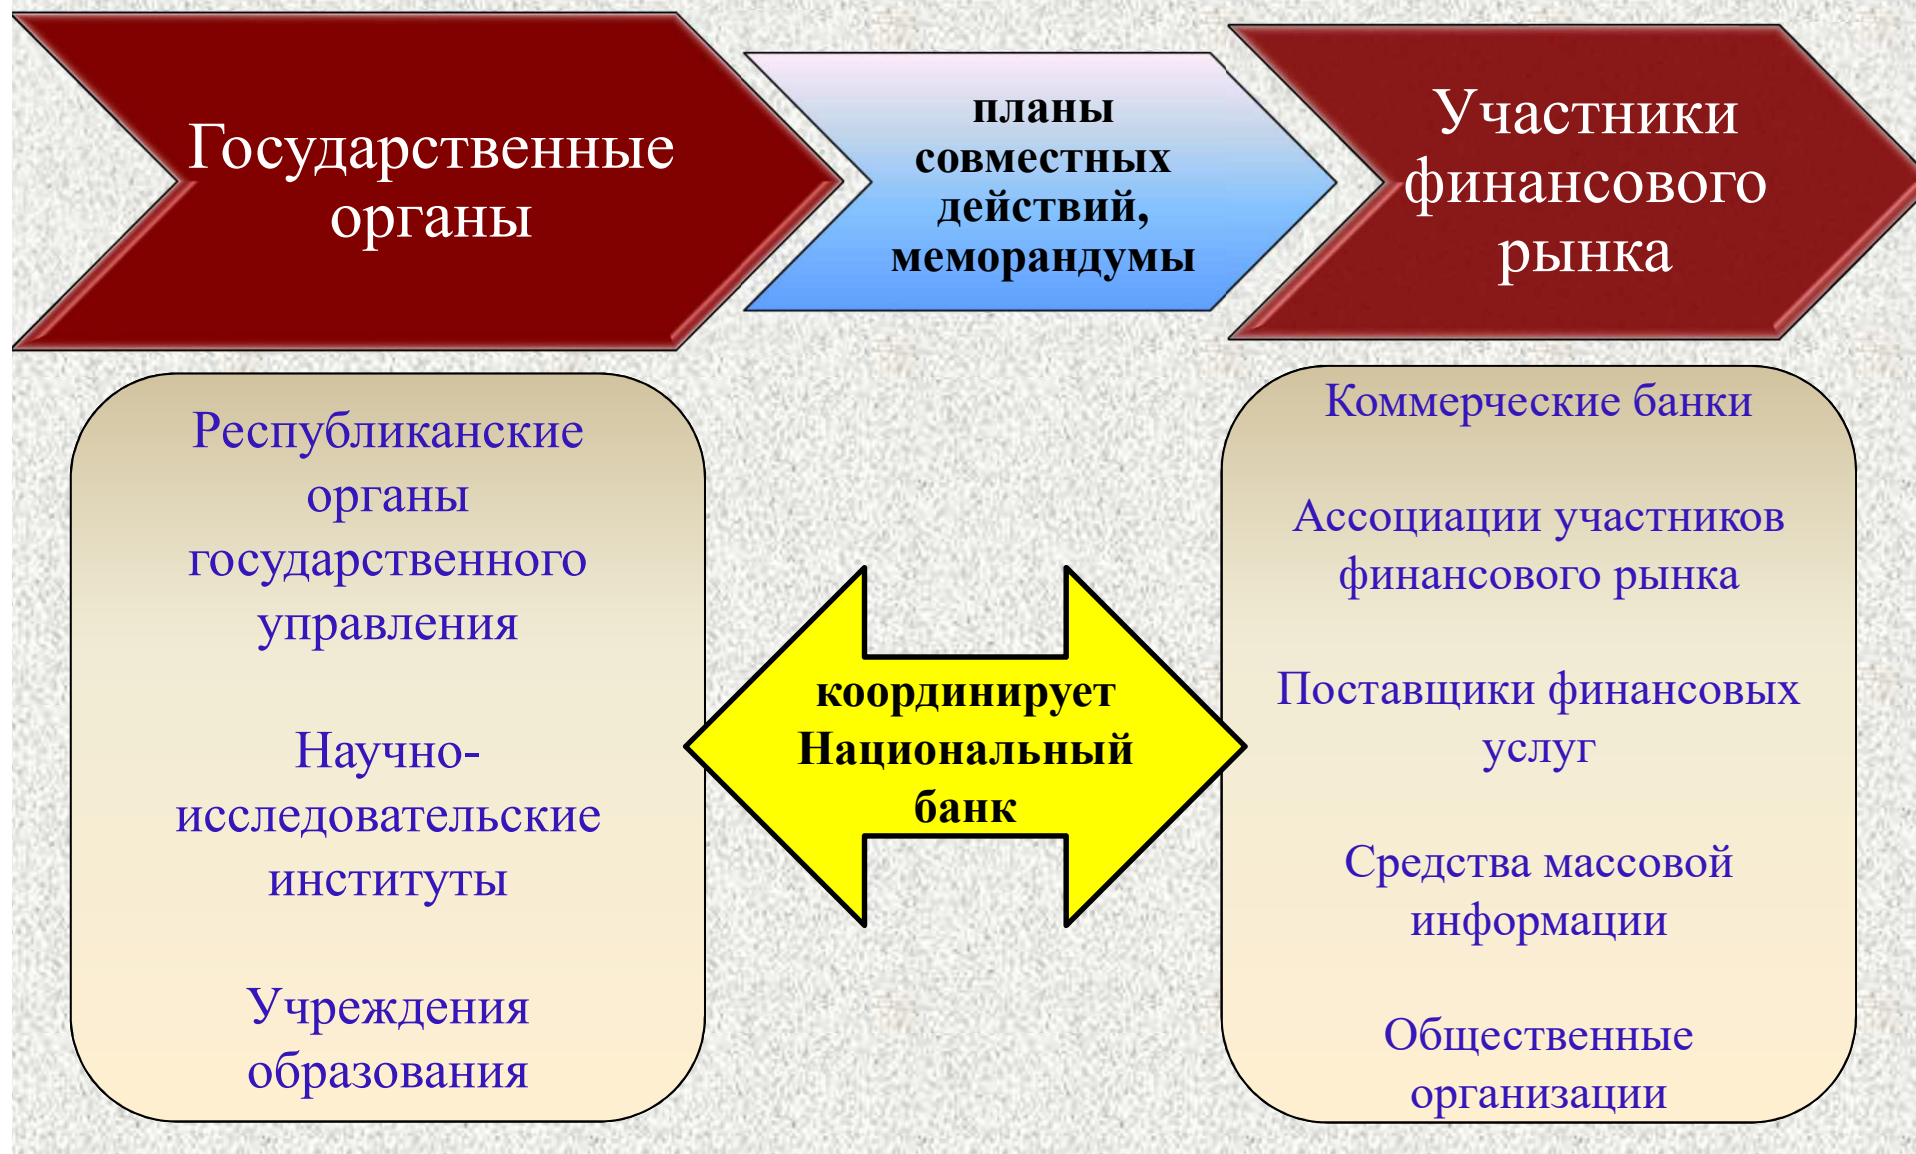 Государственные
органы
планы
совместных
действий,
меморандумы
Участники
финансового
рынка
Республиканские
органы
государственного
управления
Научно-
исследовательские
институты
Учреждения
образования
координирует
Национальный
банк
Коммерческие банки
Ассоциации участников
финансового рынка
Поставщики финансовых
услуг
Средства массовой
информации
Общественные
организации